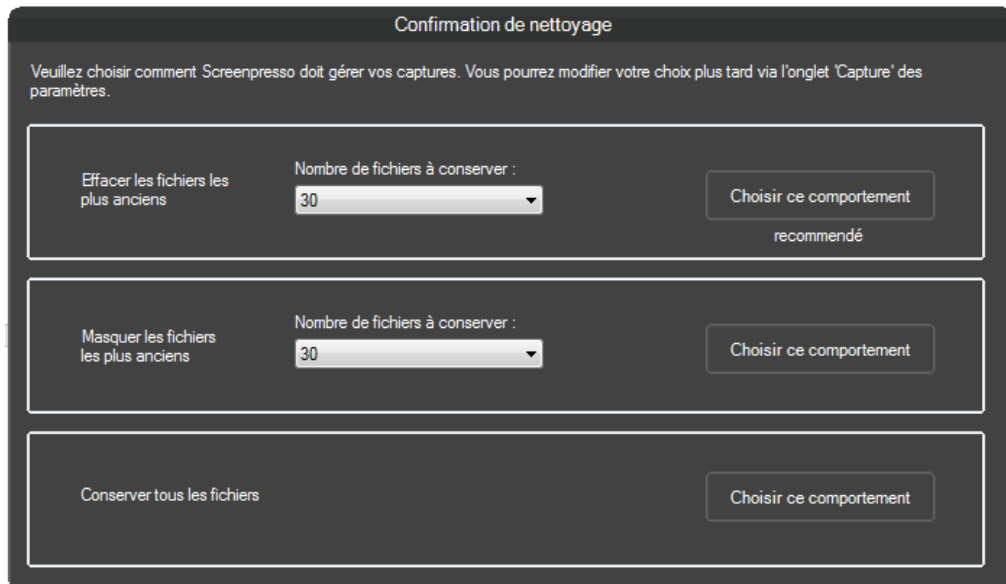 Confirmation de nettoyage
Veuillez choisir comment Screenpresso doit gérer vos captures. Vous pourrez modifier votre choix plus tard via l'onglet 'Capture' des
paramètres.
Effacer les fichiers les
plus anciens
Nombre de fichiers à conserver :
30
Choisir ce comportement
recommendé
Masquer les fichiers
les plus anciens
Nombre de fichiers à conserver :
30
Choisir ce comportement
Conserver tous les fichiers
Choisir ce comportement